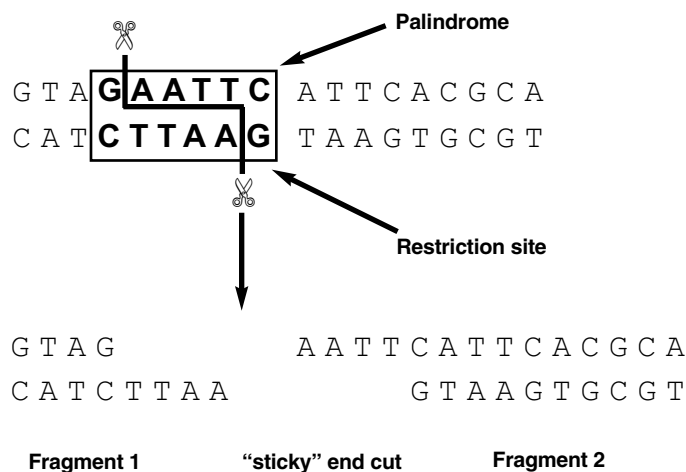 Palindrome
G T A G A A T T C A T T C A C G C A
C A T C T T A A G T A A G T G C G T
Restriction site
G T A G A A T T C A T T C A C G C A
C A T C T T A A G T A A G T G C G T
Fragment 1 “sticky” end cut Fragment 2